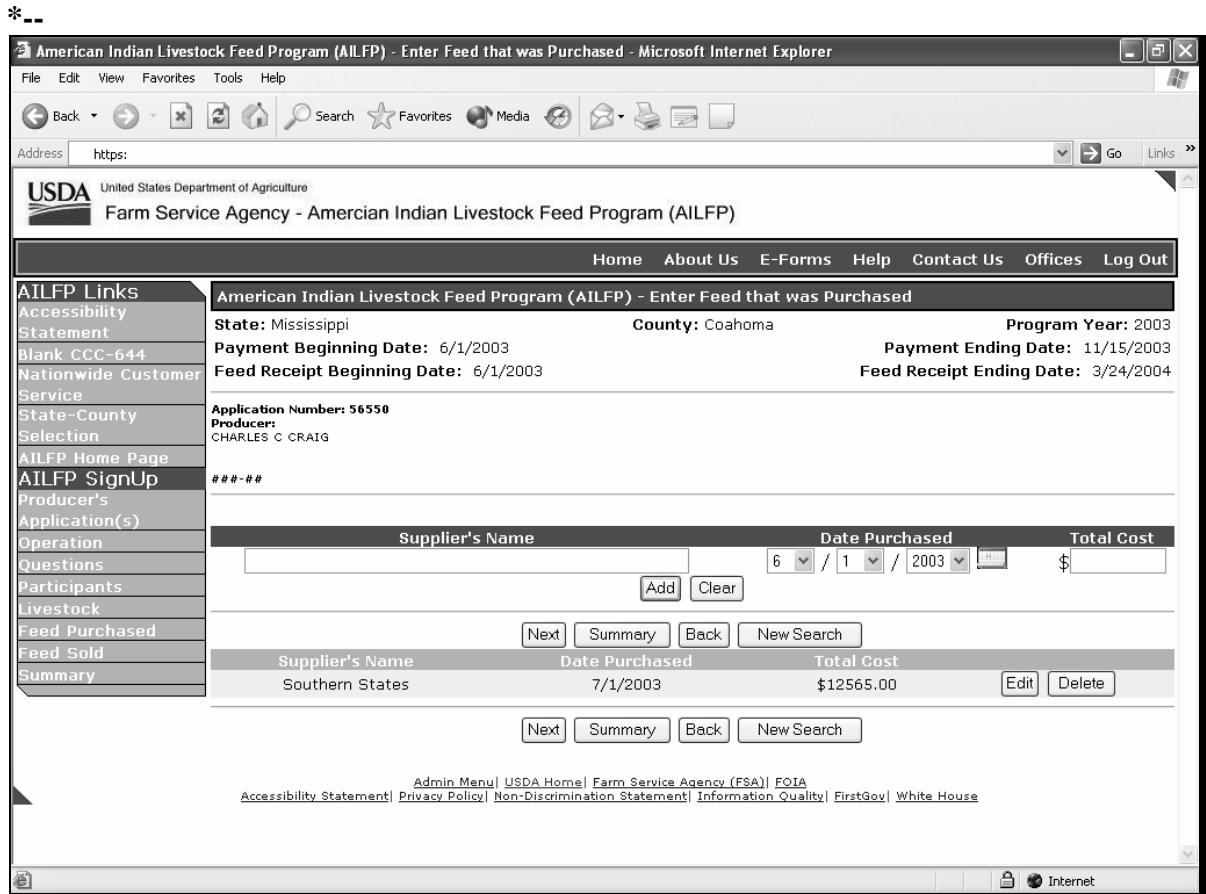 *--
American Indian Livestock Feed Program (AILFP) - Enter Feed that was Purchased - Microsoft Internet Explorer
File Edit View Favorites Tools Help
Back Search Favorites Media
Address https: Go Links »
USDA United States Department of Agriculture
Farm Service Agency - Amercian Indian Livestock Feed Program (AILFP)
Home About Us E-Forms Help Contact Us Offices Log Out
AILFP Links
Accessibility
Statement
Blank CCC-644
Nationwide Customer
Service
State-County
Selection
AILFP Home Page
AILFP SignUp
Producer's
Application(s)
Operation
Questions
Participants
Livestock
Feed Purchased
Feed Sold
Summary
American Indian Livestock Feed Program (AILFP) - Enter Feed that was Purchased
State: Mississippi County: Coahoma Program Year: 2003
Payment Beginning Date: 6/1/2003 Payment Ending Date: 11/15/2003
Feed Receipt Beginning Date: 6/1/2003 Feed Receipt Ending Date: 3/24/2004
Application Number: 56550
Producer:
CHARLES C CRAIG
###-##
Supplier's Name Date Purchased Total Cost
6 / 1 / 2003 $
Add Clear
Next Summary Back New Search
Supplier's Name Date Purchased Total Cost
Southern States 7/1/2003 $12565.00 Edit Delete
Next Summary Back New Search
Admin Menu| USDA Home| Farm Service Agency (FSA)| FOIA
Accessibility Statement| Privacy Policy| Non-Discrimination Statement| Information Quality| FirstGov| White House
Internet